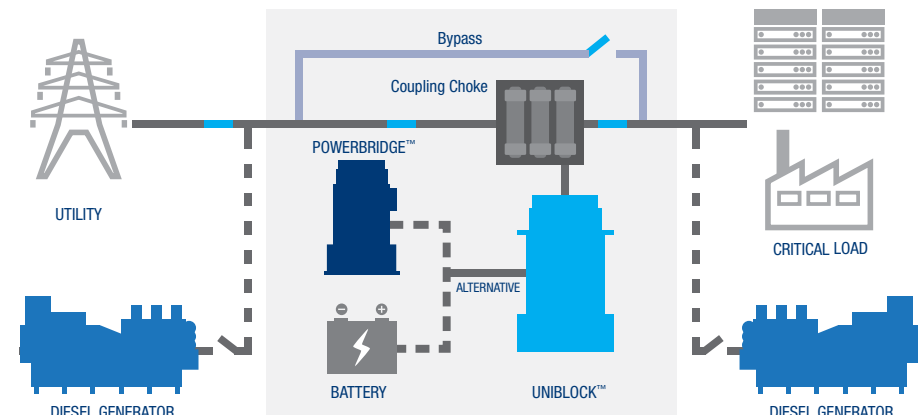 Bypass
Coupling Choke
POWERBRIDGE™
UTILITY
CRITICAL LOAD
ALTERNATIVE
BATTERY
UNIBLOCK™
DIESEL GENERATOR
DIESEL GENERATOR